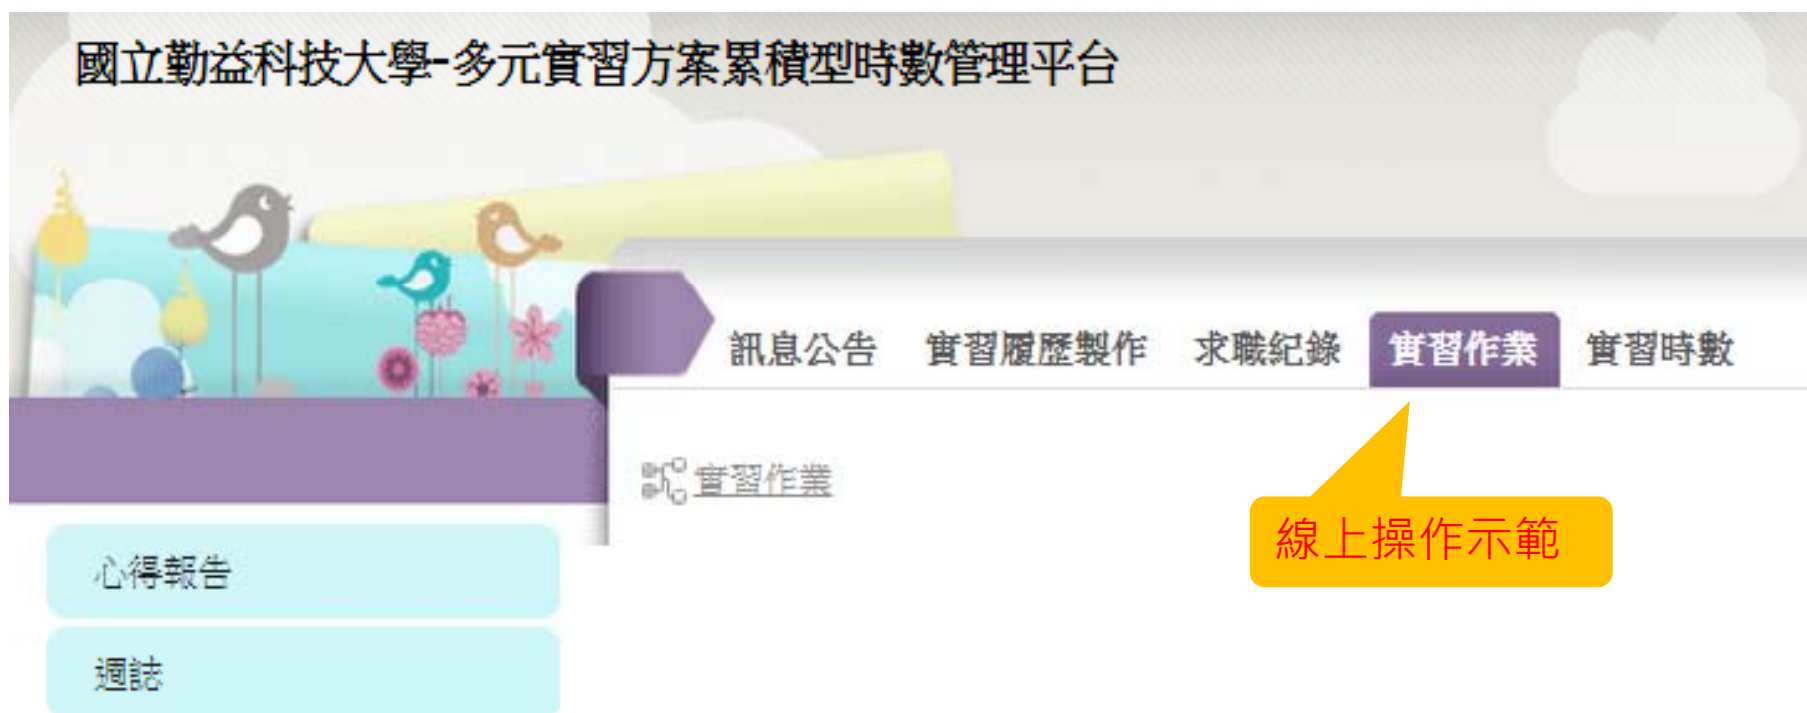 國立勤益科技大學-多元實習方案累積型時數管理平台
訊息公告 實習履歷製作 求職紀錄 實習作業 實習時數
實習作業
線上操作示範
心得報告
週誌